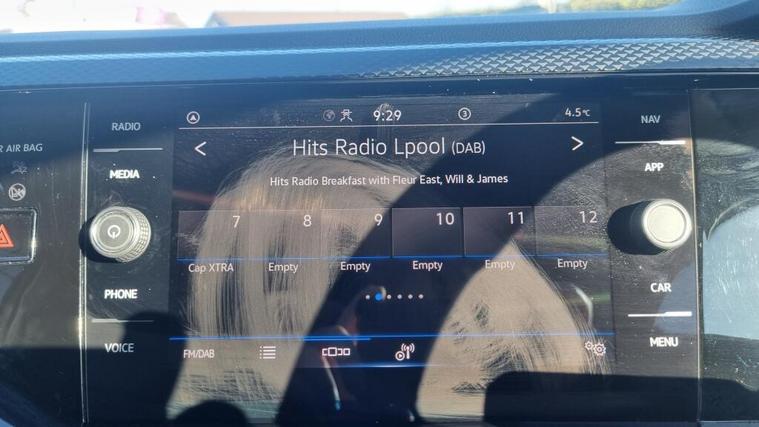 R AIR BAG
RADIO
MEDIA
PHONE
VOICE
9:29
3
4.5°C
< Hits Radio Lpool (DAB) >
Hits Radio Breakfast with Fleur East, Will & James
7 8 9 10 11 12
Cap XTRA Empty Empty Empty Empty Empty
FM/DAB
NAV
APP
CAR
MENU